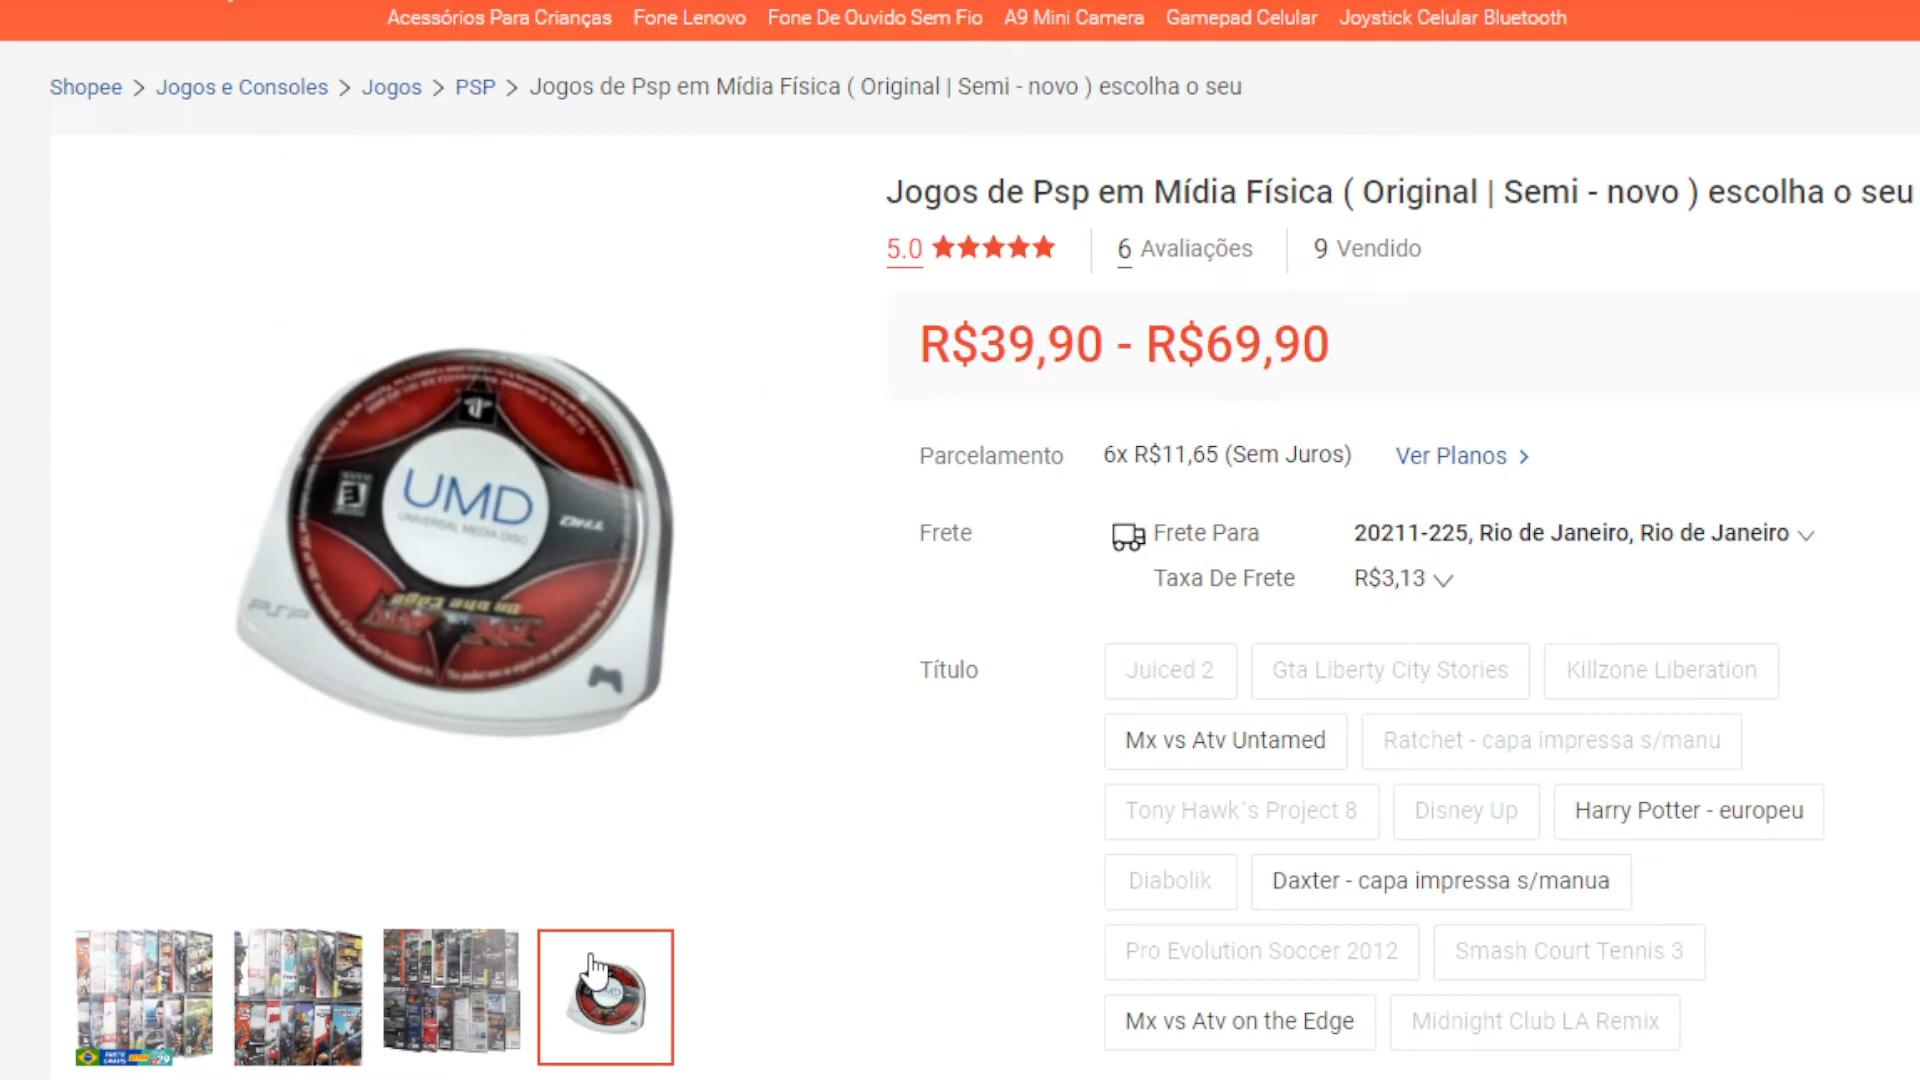 Acessórios Para Crianças Fone Lenovo Fone De Ouvido Sem Fio A9 Mini Camera Gamepad Celular Joystick Celular Bluetooth
Shopee > Jogos e Consoles > Jogos > PSP > Jogos de Psp em Mídia Física ( Original | Semi - novo ) escolha o seu
Jogos de Psp em Mídia Física ( Original | Semi - novo ) escolha o seu
5.0 6 Avaliações 9 Vendido
R$39,90 - R$69,90
Parcelamento 6x R$11,65 (Sem Juros) Ver Planos >
Frete Frete Para 20211-225, Rio de Janeiro, Rio de Janeiro
Taxa De Frete R$3,13
Título Juiced 2 Gta Liberty City Stories Killzone Liberation
Mx vs Atv Untamed Ratchet - capa impressa s/manu
Tony Hawk´s Project 8 Disney Up Harry Potter - europeu
Diabolik Daxter - capa impressa s/manua
Pro Evolution Soccer 2012 Smash Court Tennis 3
Mx vs Atv on the Edge Midnight Club LA Remix
E
UMD
UNIVERSAL MEDIA DISC
PSP
UMD